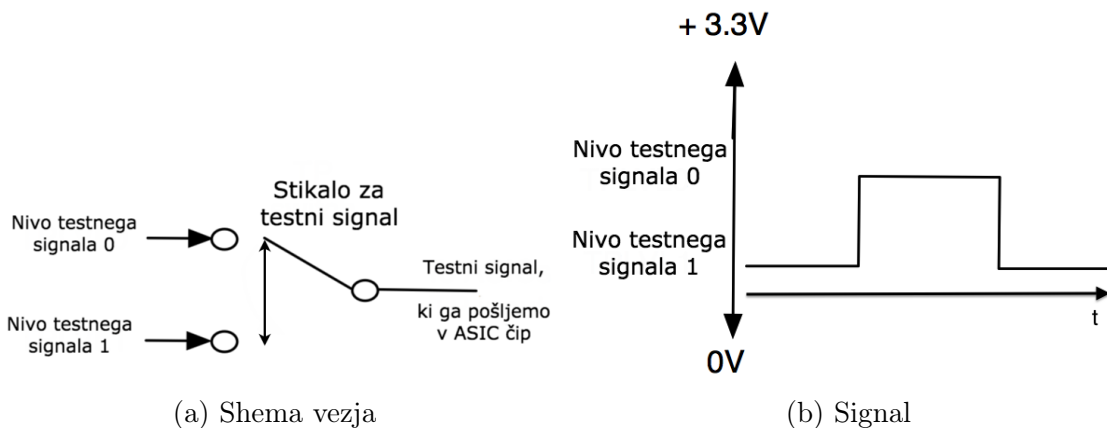 Stikalo za
testni signal
Nivo testnega
signala 0
Nivo testnega
signala 1
Testni signal,
ki ga pošljemo
v ASIC čip
(a) Shema vezja
+ 3.3V
Nivo testnega
signala 0
Nivo testnega
signala 1
t
0V
(b) Signal